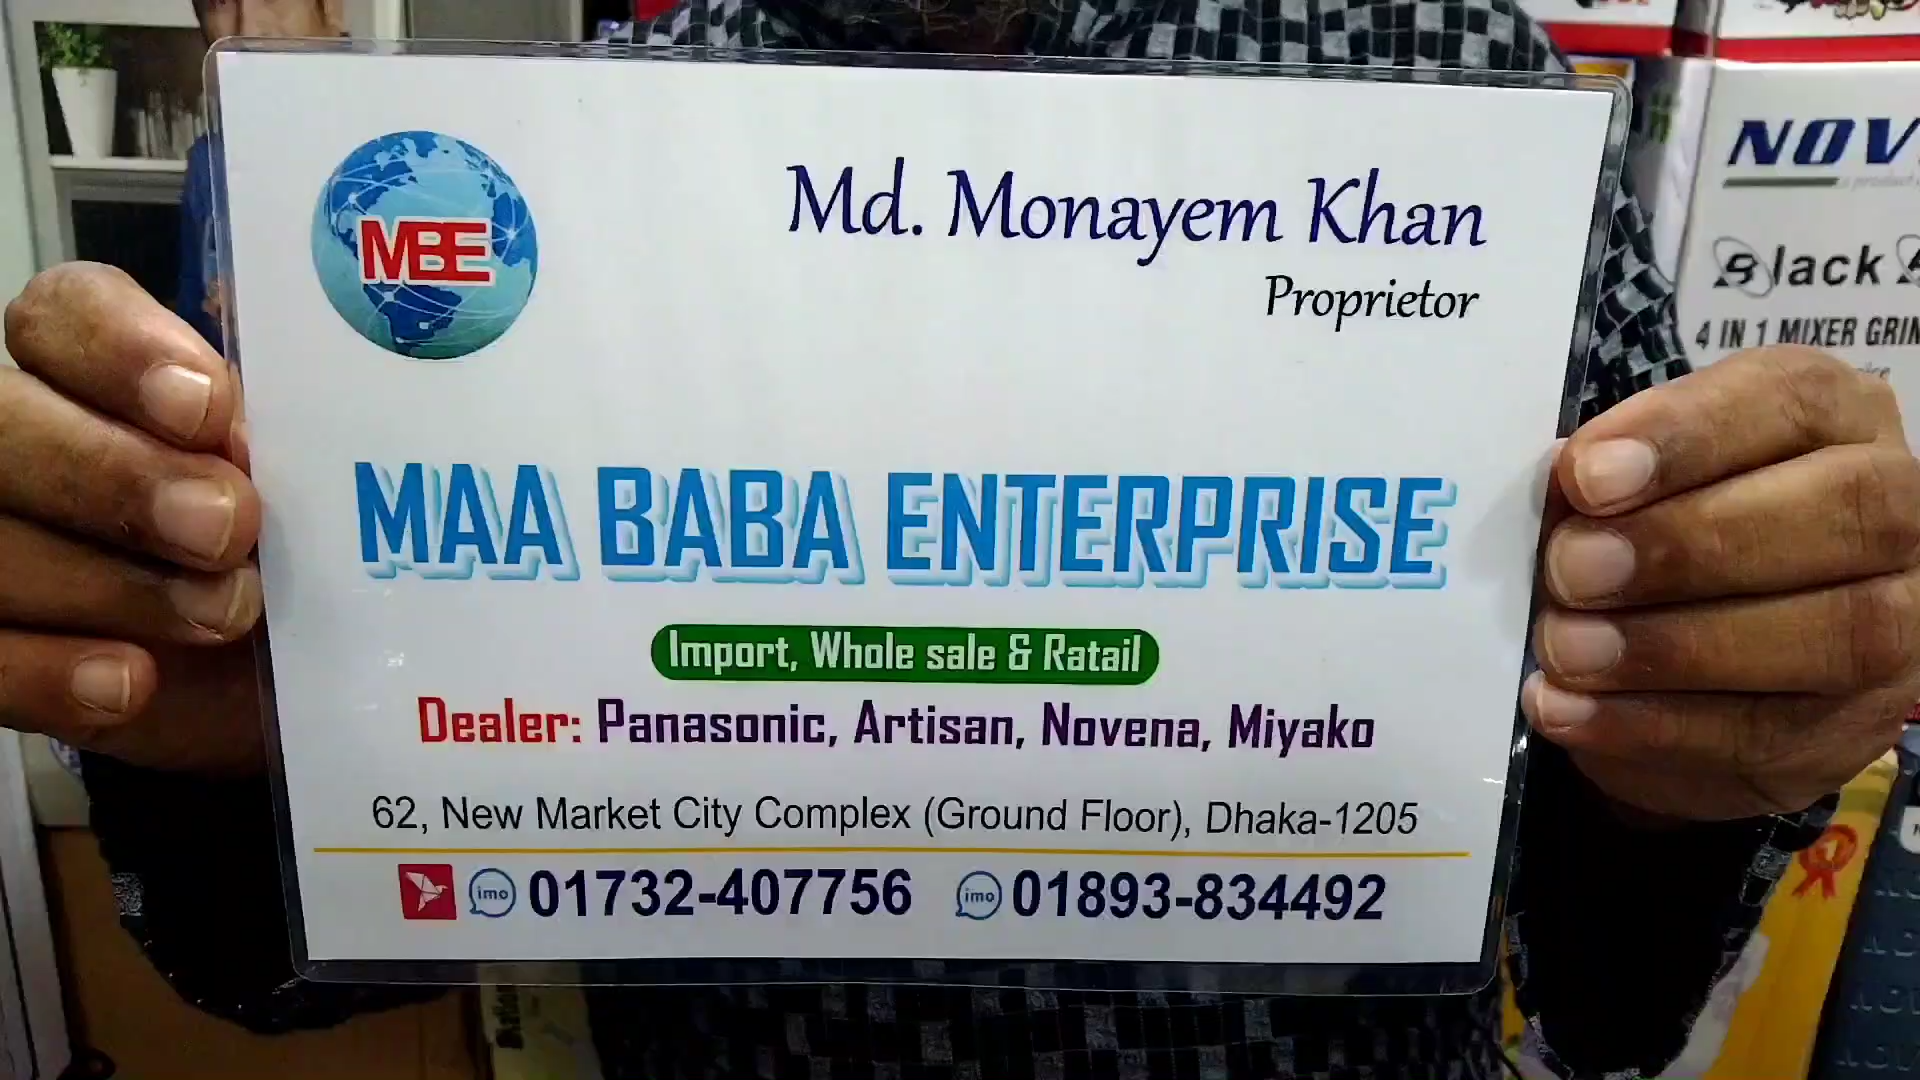 MBE
Md. Monayem Khan
Proprietor
MAA BABA ENTERPRISE
Import, Whole sale & Ratail
Dealer: Panasonic, Artisan, Novena, Miyako
62, New Market City Complex (Ground Floor), Dhaka-1205
imo 01732-407756 imo 01893-834492
NOV
a product
Black
4 IN 1 MIXER GRIN